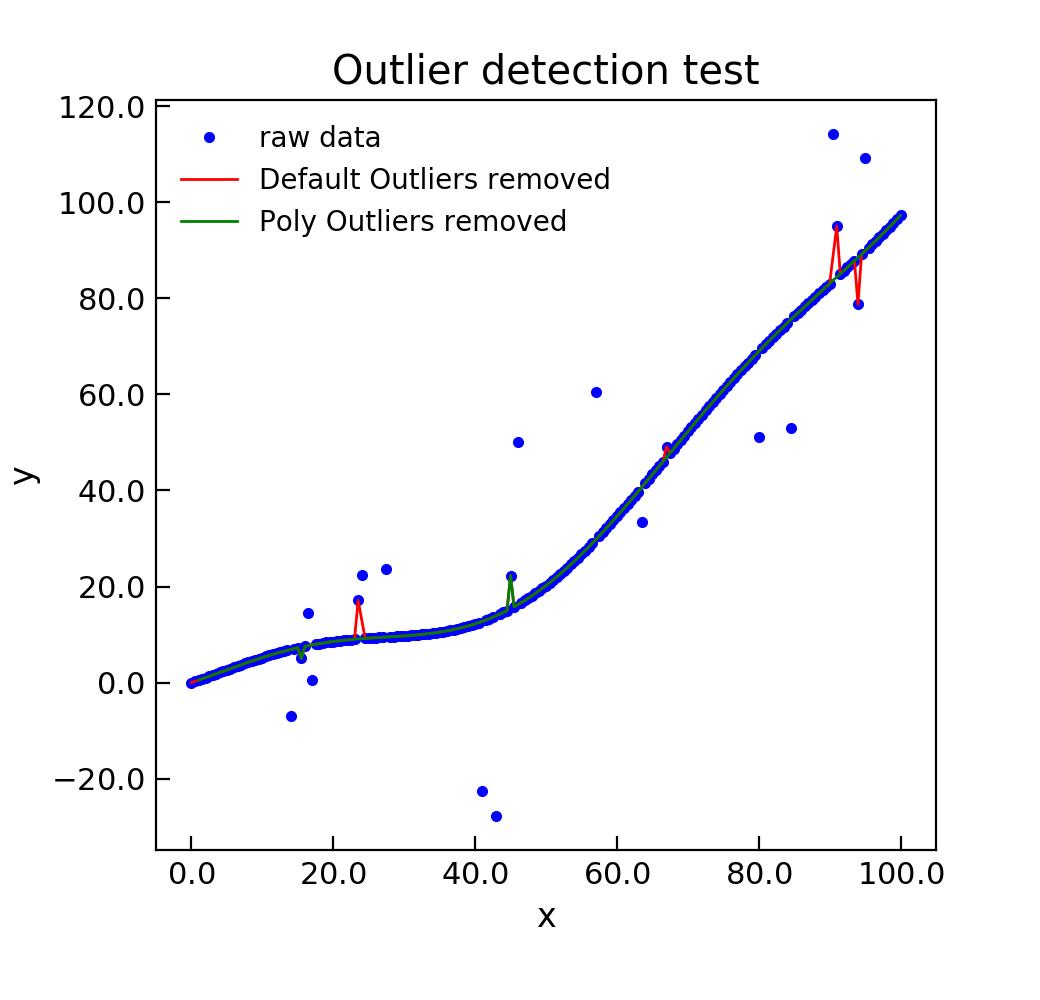 Outlier detection test
120.0
100.0
80.0
60.0
40.0
20.0
0.0
−20.0
raw data
Default Outliers removed
Poly Outliers removed
y
0.0 20.0 40.0 60.0 80.0 100.0
x